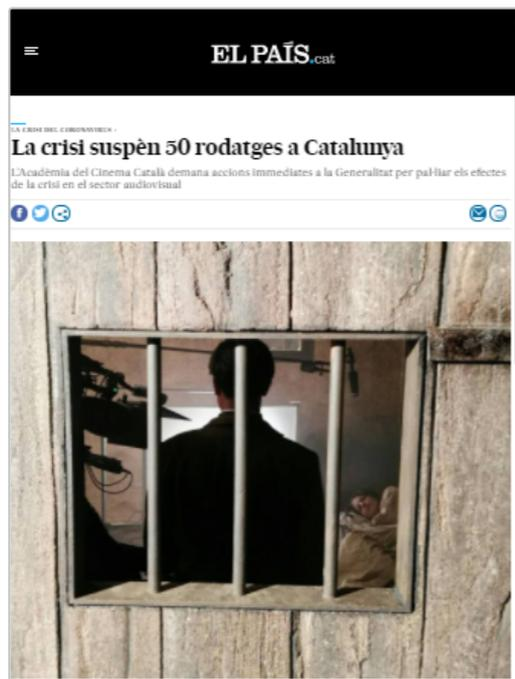 EL PAÍS.cat
LA CRISI DEL CORONAVIRUS ›
La crisi suspèn 50 rodatges a Catalunya
L'Acadèmia del Cinema Català demana accions immediates a la Generalitat per pal·liar els efectes
de la crisi en el sector audiovisual